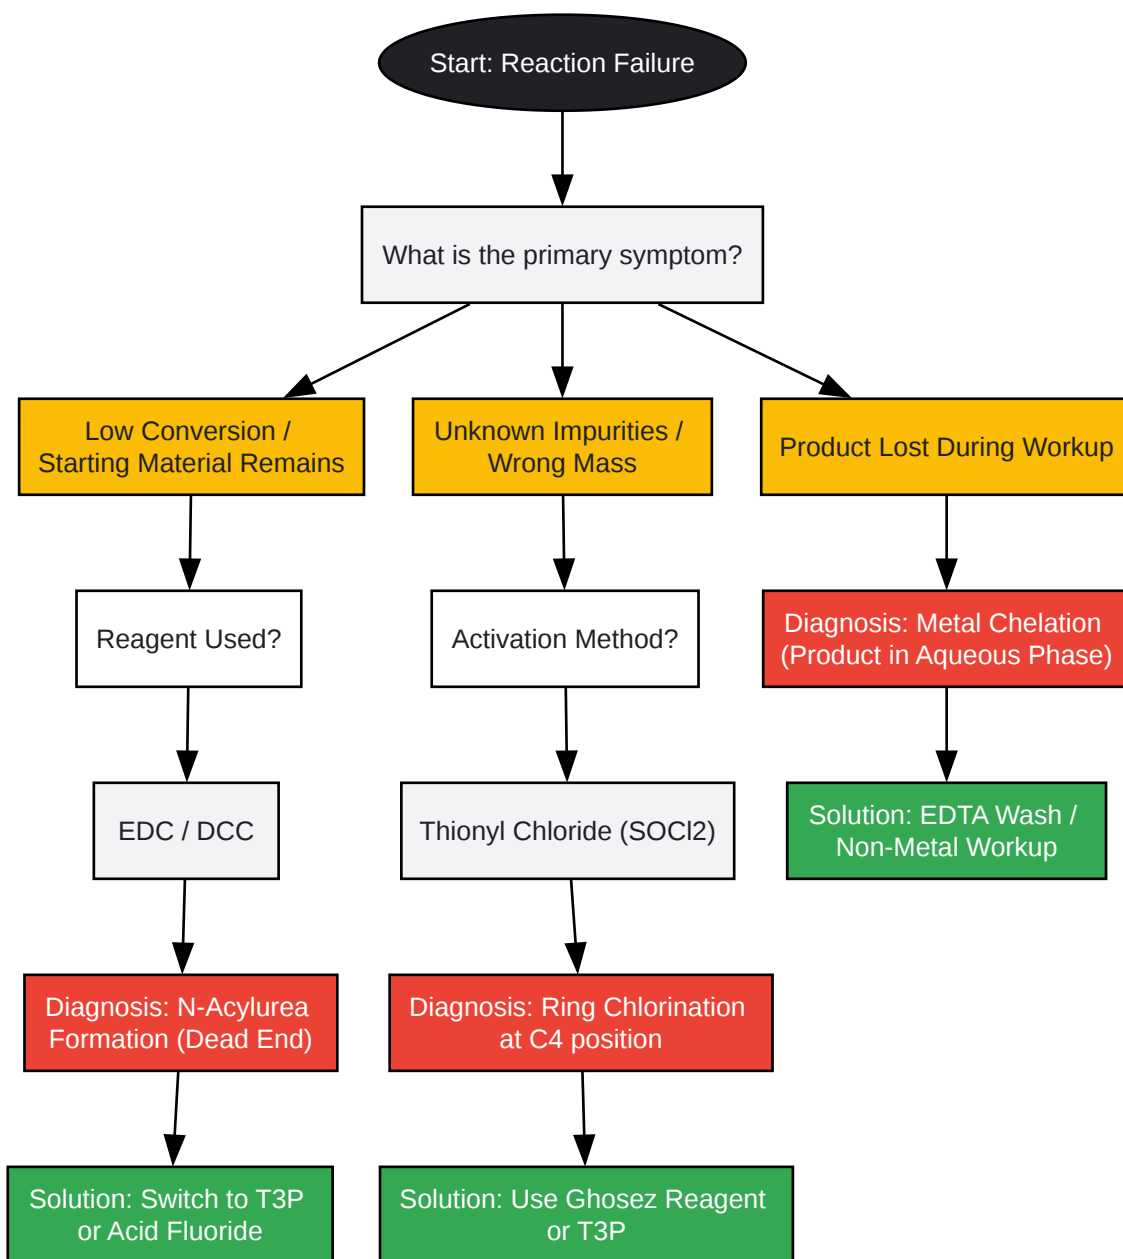 Start: Reaction Failure
What is the primary symptom?
Low Conversion /
Starting Material Remains
Unknown Impurities /
Wrong Mass
Product Lost During Workup
Reagent Used?
Activation Method?
Diagnosis: Metal Chelation
(Product in Aqueous Phase)
EDC / DCC
Thionyl Chloride (SOCl2)
Solution: EDTA Wash /
Non-Metal Workup
Diagnosis: N-Acylurea
Formation (Dead End)
Diagnosis: Ring Chlorination
at C4 position
Solution: Switch to T3P
or Acid Fluoride
Solution: Use Ghosez Reagent
or T3P